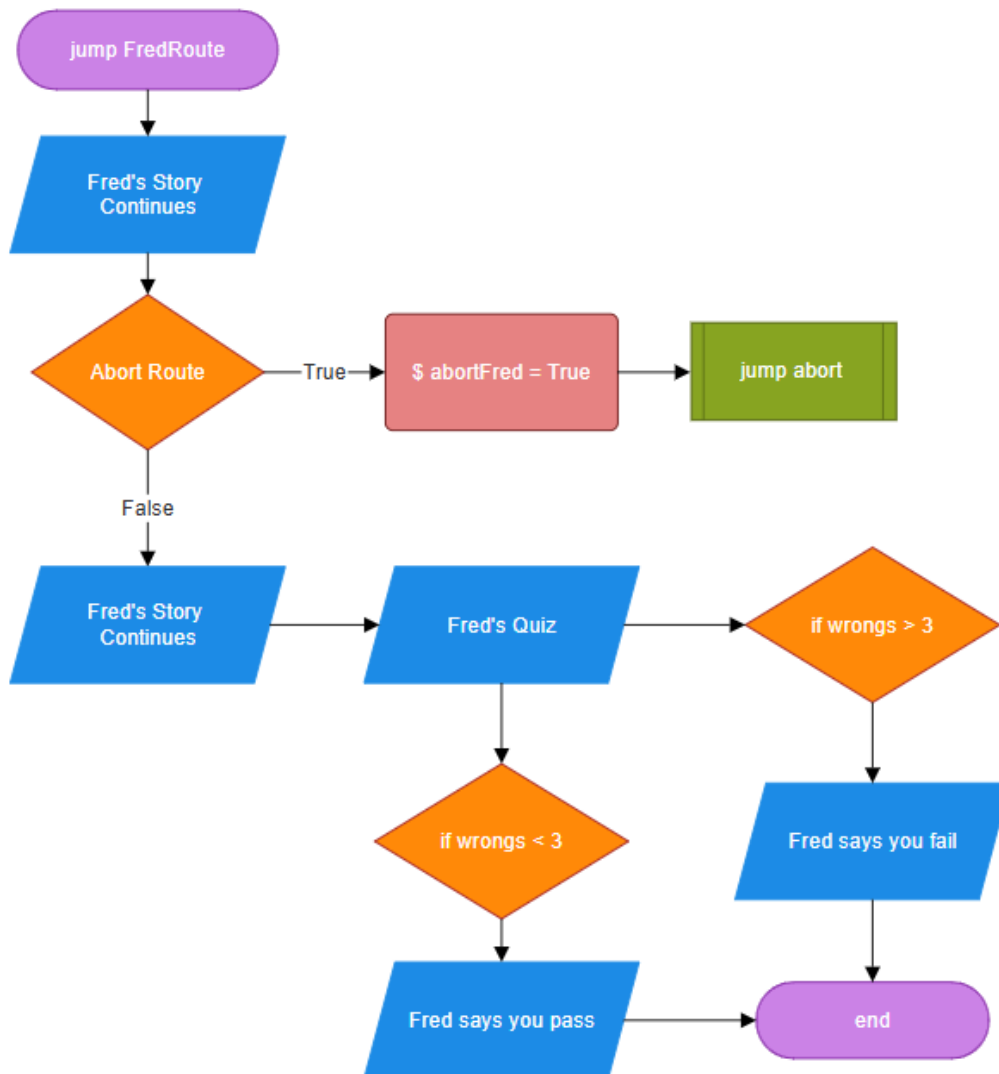 jump FredRoute
Fred's Story
Continues
Abort Route
True
$ abortFred = True
jump abort
False
Fred's Story
Continues
Fred's Quiz
if wrongs > 3
if wrongs < 3
Fred says you fail
Fred says you pass
end